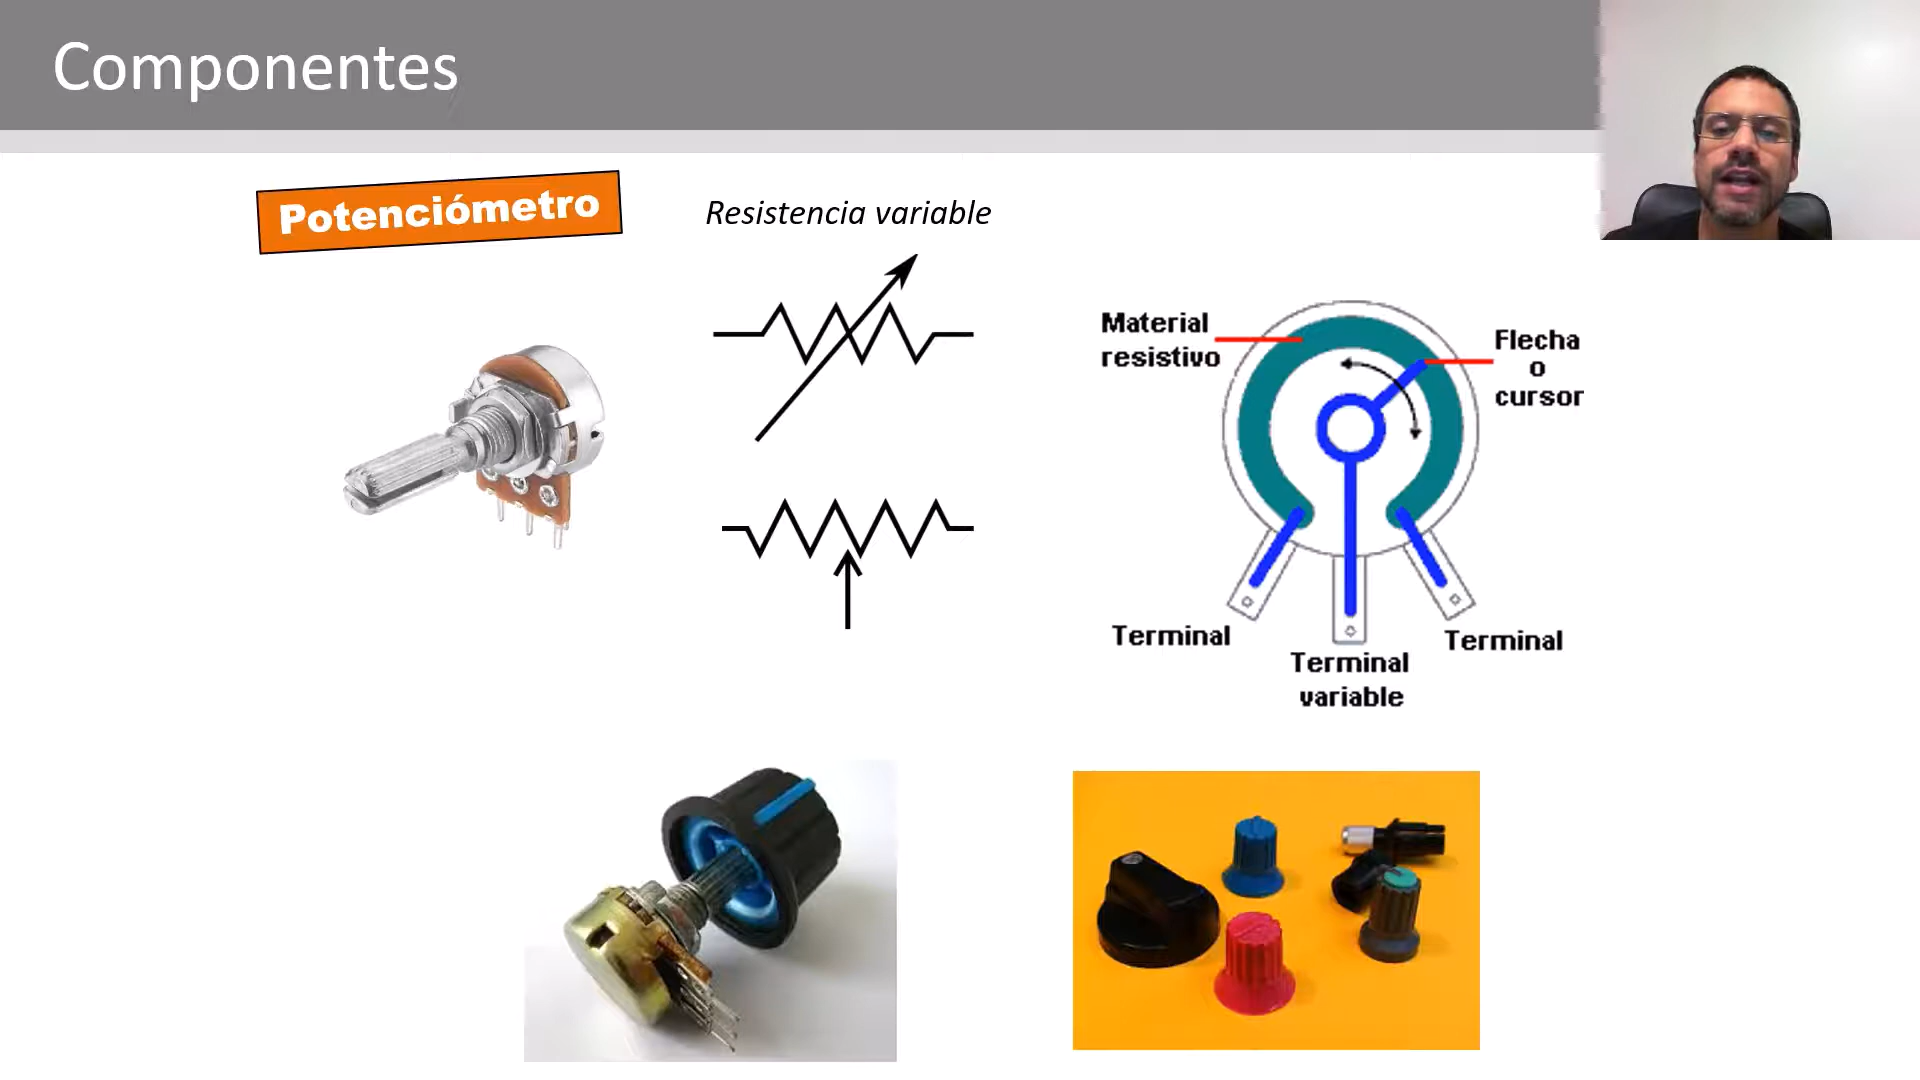 Componentes
Potenciómetro
Resistencia variable
Material
resistivo
Flecha
o
cursor
Terminal
Terminal
variable
Terminal